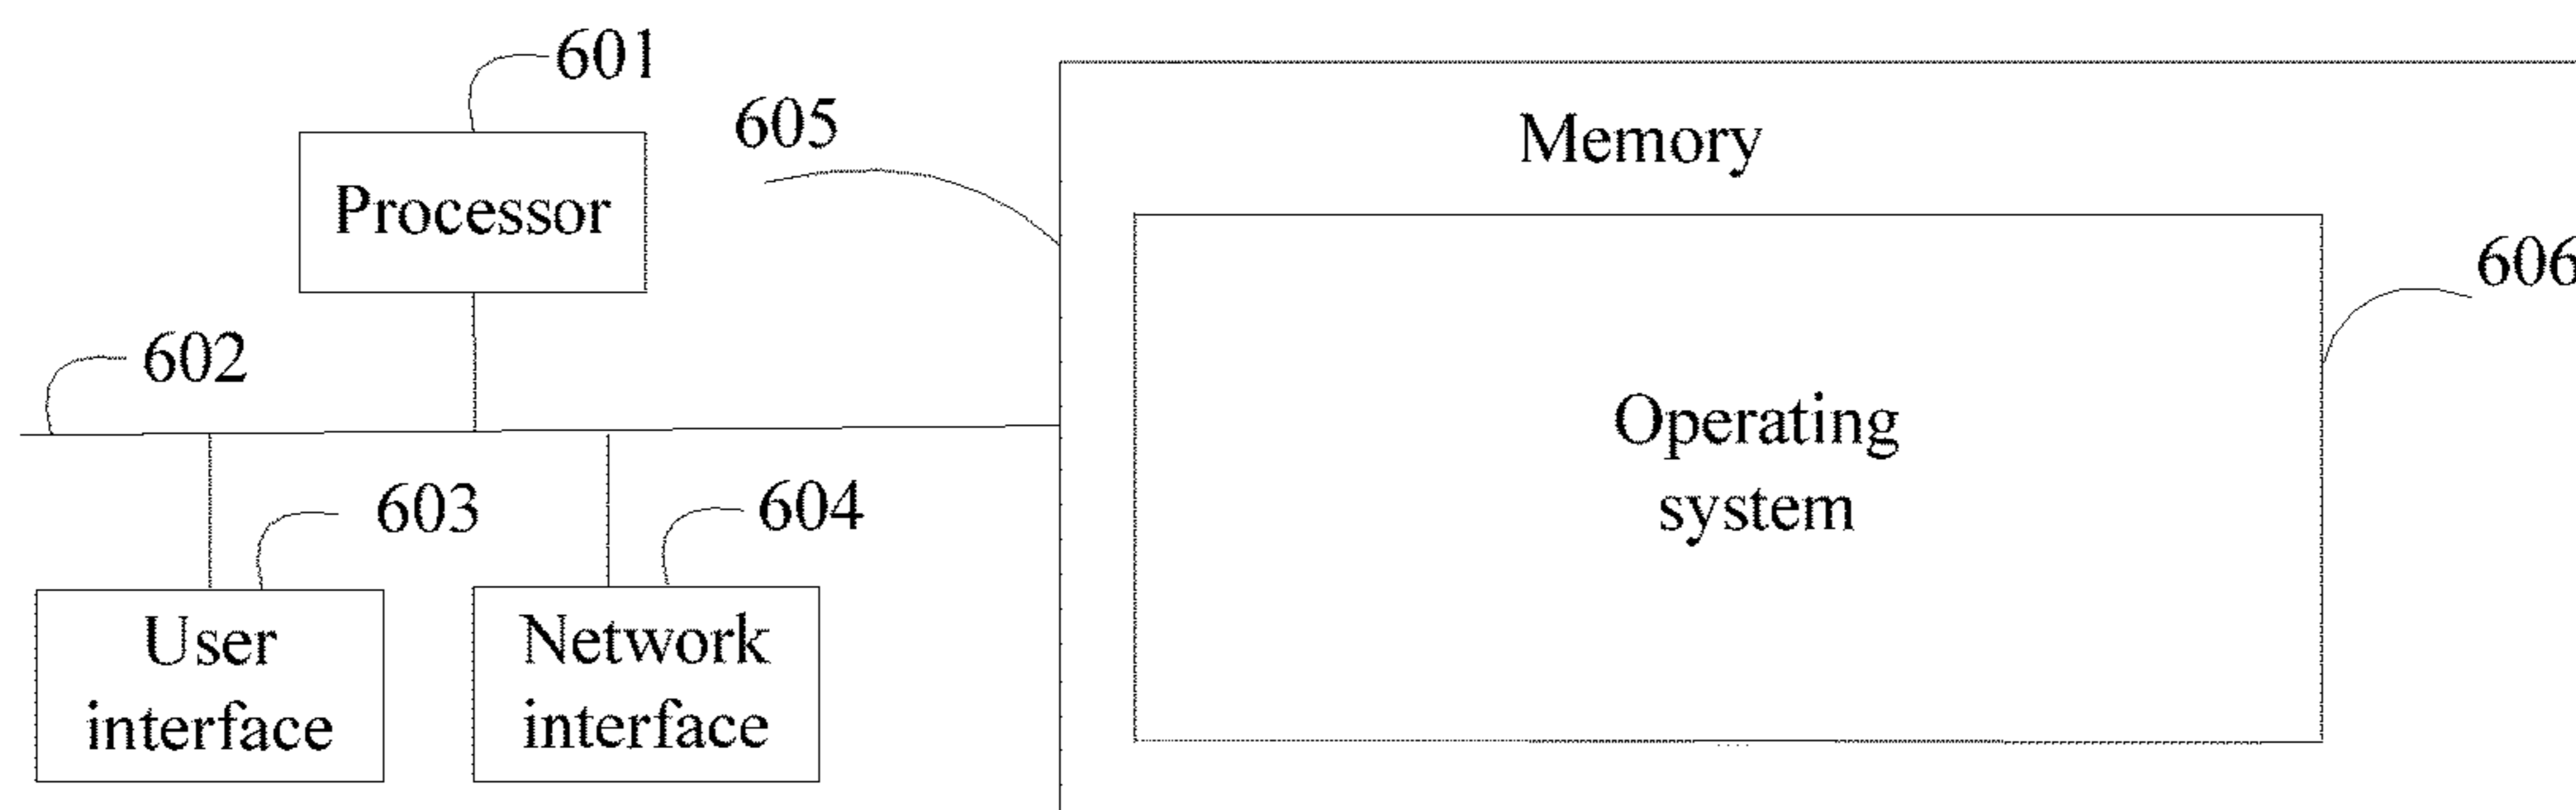 601
605
Memory
Processor
606
602
Operating
system
603
604
User
interface
Network
interface